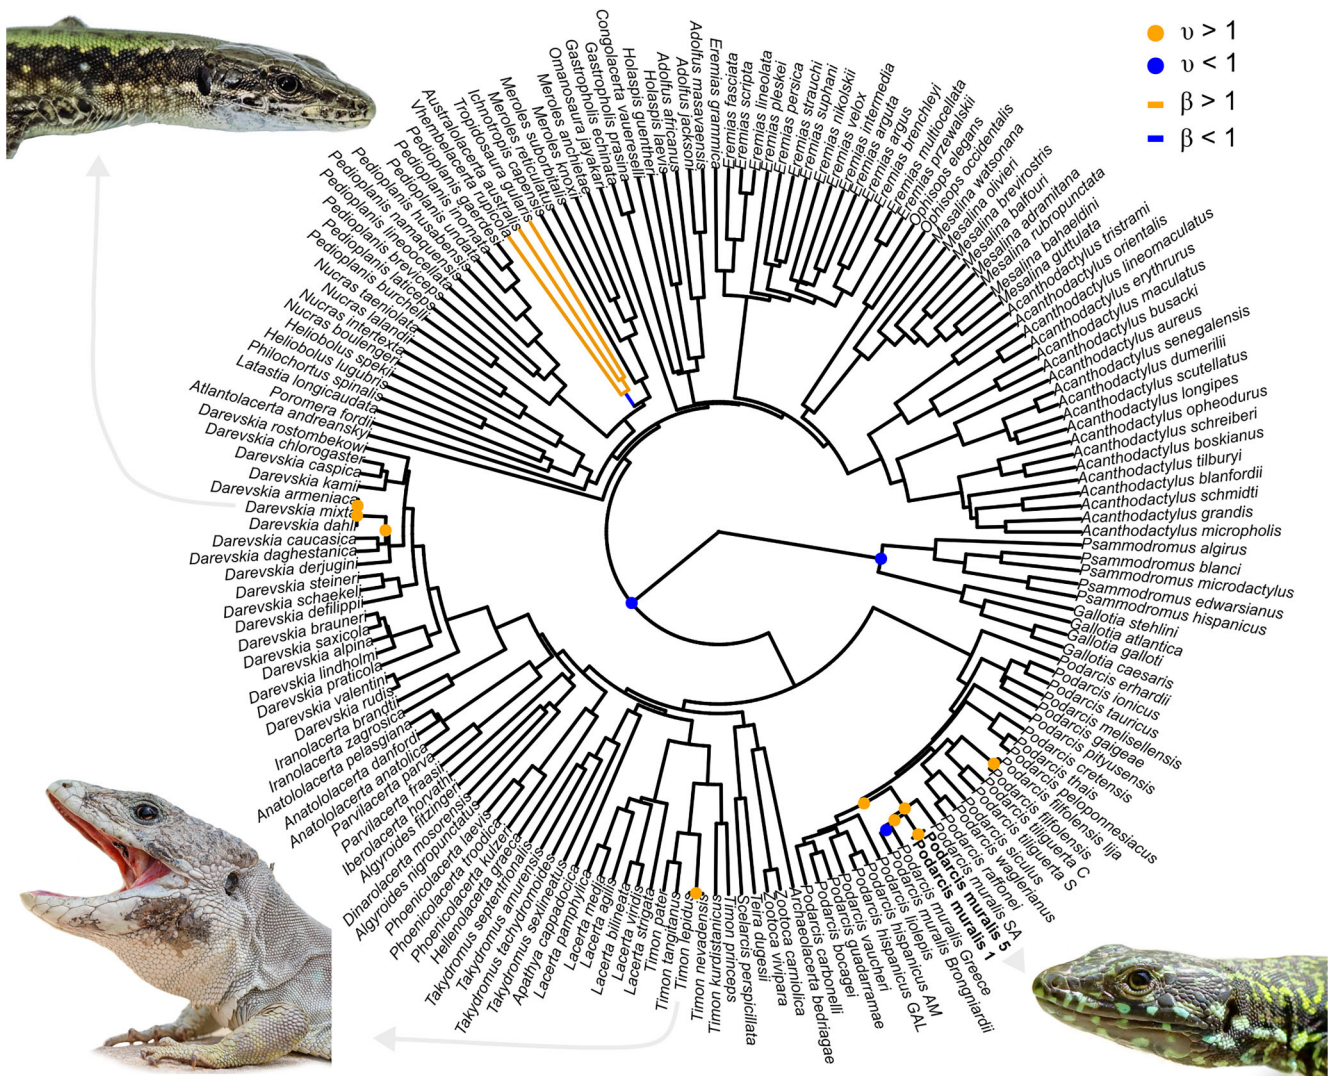 υ > 1
υ < 1
β > 1
β < 1
Congolacerta vauereselli
Holaspis guentheri
Holaspis laevis
Adolfus africanus
Adolfus jacksoni
Adolfus masavaensis
Eremias grammica
Eremias fasciata
Eremias scripta
Eremias lineolata
Eremias pleskei
Eremias persica
Eremias strauchi
Eremias suphani
Eremias nikolskii
Eremias velox
Eremias intermedia
Eremias arguta
Eremias argus
Eremias brenchleyi
Eremias multiocellata
Eremias przewalskii
Ophisops elegans
Ophisops occidentalis
Mesalina watsonana
Mesalina olivieri
Mesalina brevirostris
Mesalina balfouri
Mesalina adramitana
Mesalina rubropunctata
Mesalina bahaeldini
Mesalina guttulata
Acanthodactylus tristrami
Acanthodactylus orientalis
Acanthodactylus lineomaculatus
Acanthodactylus erythrurus
Acanthodactylus maculatus
Acanthodactylus busacki
Acanthodactylus aureus
Acanthodactylus senegalensis
Acanthodactylus dumerilii
Acanthodactylus scutellatus
Acanthodactylus longipes
Acanthodactylus opheodurus
Acanthodactylus schreiberi
Acanthodactylus boskianus
Acanthodactylus tilburyi
Acanthodactylus blanfordii
Acanthodactylus schmidti
Acanthodactylus grandis
Acanthodactylus micropholis
Psammodromus algirus
Psammodromus blanci
Psammodromus microdactylus
Psammodromus edwarsianus
Psammodromus hispanicus
Gallotia stehlini
Gallotia atlantica
Gallotia galloti
Gallotia caesaris
Podarcis erhardii
Podarcis ionicus
Podarcis tauricus
Podarcis melisellensis
Podarcis gaigeae
Podarcis pityusensis
Podarcis cretensis
Podarcis thais
Podarcis peloponnesiacus
Podarcis filfolensis lija
Podarcis filfolensis
Podarcis tiliguerta C
Podarcis tiliguerta S
Podarcis siculus
Podarcis waglerianus
Podarcis raffonei
Podarcis muralis SA
Podarcis muralis 5
Podarcis muralis 1
Podarcis muralis Greece
Podarcis muralis Brongniardii
Podarcis liolepis
Podarcis hispanicus AM
Podarcis hispanicus GAL
Podarcis vaucheri
Podarcis guadarramae
Podarcis bocagei
Podarcis carbonelli
Archaeolacerta bedriagae
Zootoca carniolica
Zootoca vivipara
Teira dugesii
Scelarcis perspicillata
Timon princeps
Timon kurdistanicus
Timon nevadensis
Timon lepidus
Timon tangitanus
Timon pater
Lacerta strigata
Lacerta viridis
Lacerta bilineata
Lacerta agilis
Lacerta media
Lacerta pamphylica
Apathya cappadocica
Takydromus sexlineatus
Takydromus tachydromoides
Takydromus amurensis
Takydromus septentrionalis
Hellenolacerta graeca
Phoenicolacerta kulzeri
Phoenicolacerta troodica
Phoenicolacerta laevis
Algyroides nigropunctatus
Dinarolacerta mosorensis
Algyroides fitzingeri
Iberolacerta horvathi
Parvilacerta fraasii
Parvilacerta parva
Anatololacerta anatolica
Anatololacerta danfordi
Anatololacerta pelasgiana
Iranolacerta zagrosica
Iranolacerta brandtii
Darevskia rudis
Darevskia valentini
Darevskia praticola
Darevskia lindholmi
Darevskia alpina
Darevskia saxicola
Darevskia brauneri
Darevskia defilippii
Darevskia schaekeli
Darevskia steineri
Darevskia derjugini
Darevskia daghestanica
Darevskia caucasica
Darevskia dahli
Darevskia mixta
Darevskia armeniaca
Darevskia kami
Darevskia caspica
Darevskia chlorogaster
Darevskia rostombekowi
Atlantolacerta andreanskyi
Poromera fordii
Latastia longicaudata
Philochortus spinalis
Heliobolus lugubris
Heliobolus spekii
Nucras boulengeri
Nucras intertexta
Nucras lalandii
Nucras taeniolata
Pedioplanis burchelli
Pedioplanis laticeps
Pedioplanis breviceps
Pedioplanis lineoocellata
Pedioplanis namaquensis
Pedioplanis husabensis
Pedioplanis undata
Pedioplanis inornata
Pedioplanis gaerdesi
Vhembelacerta rupicola
Australolacerta australis
Tropidosaura gularis
Ichnotropis capensis
Meroles reticulatus
Meroles suborbitalis
Meroles knoxii
Meroles anchietae
Omanosaura jayakari
Gastropholis echinata
Gastropholis prasina